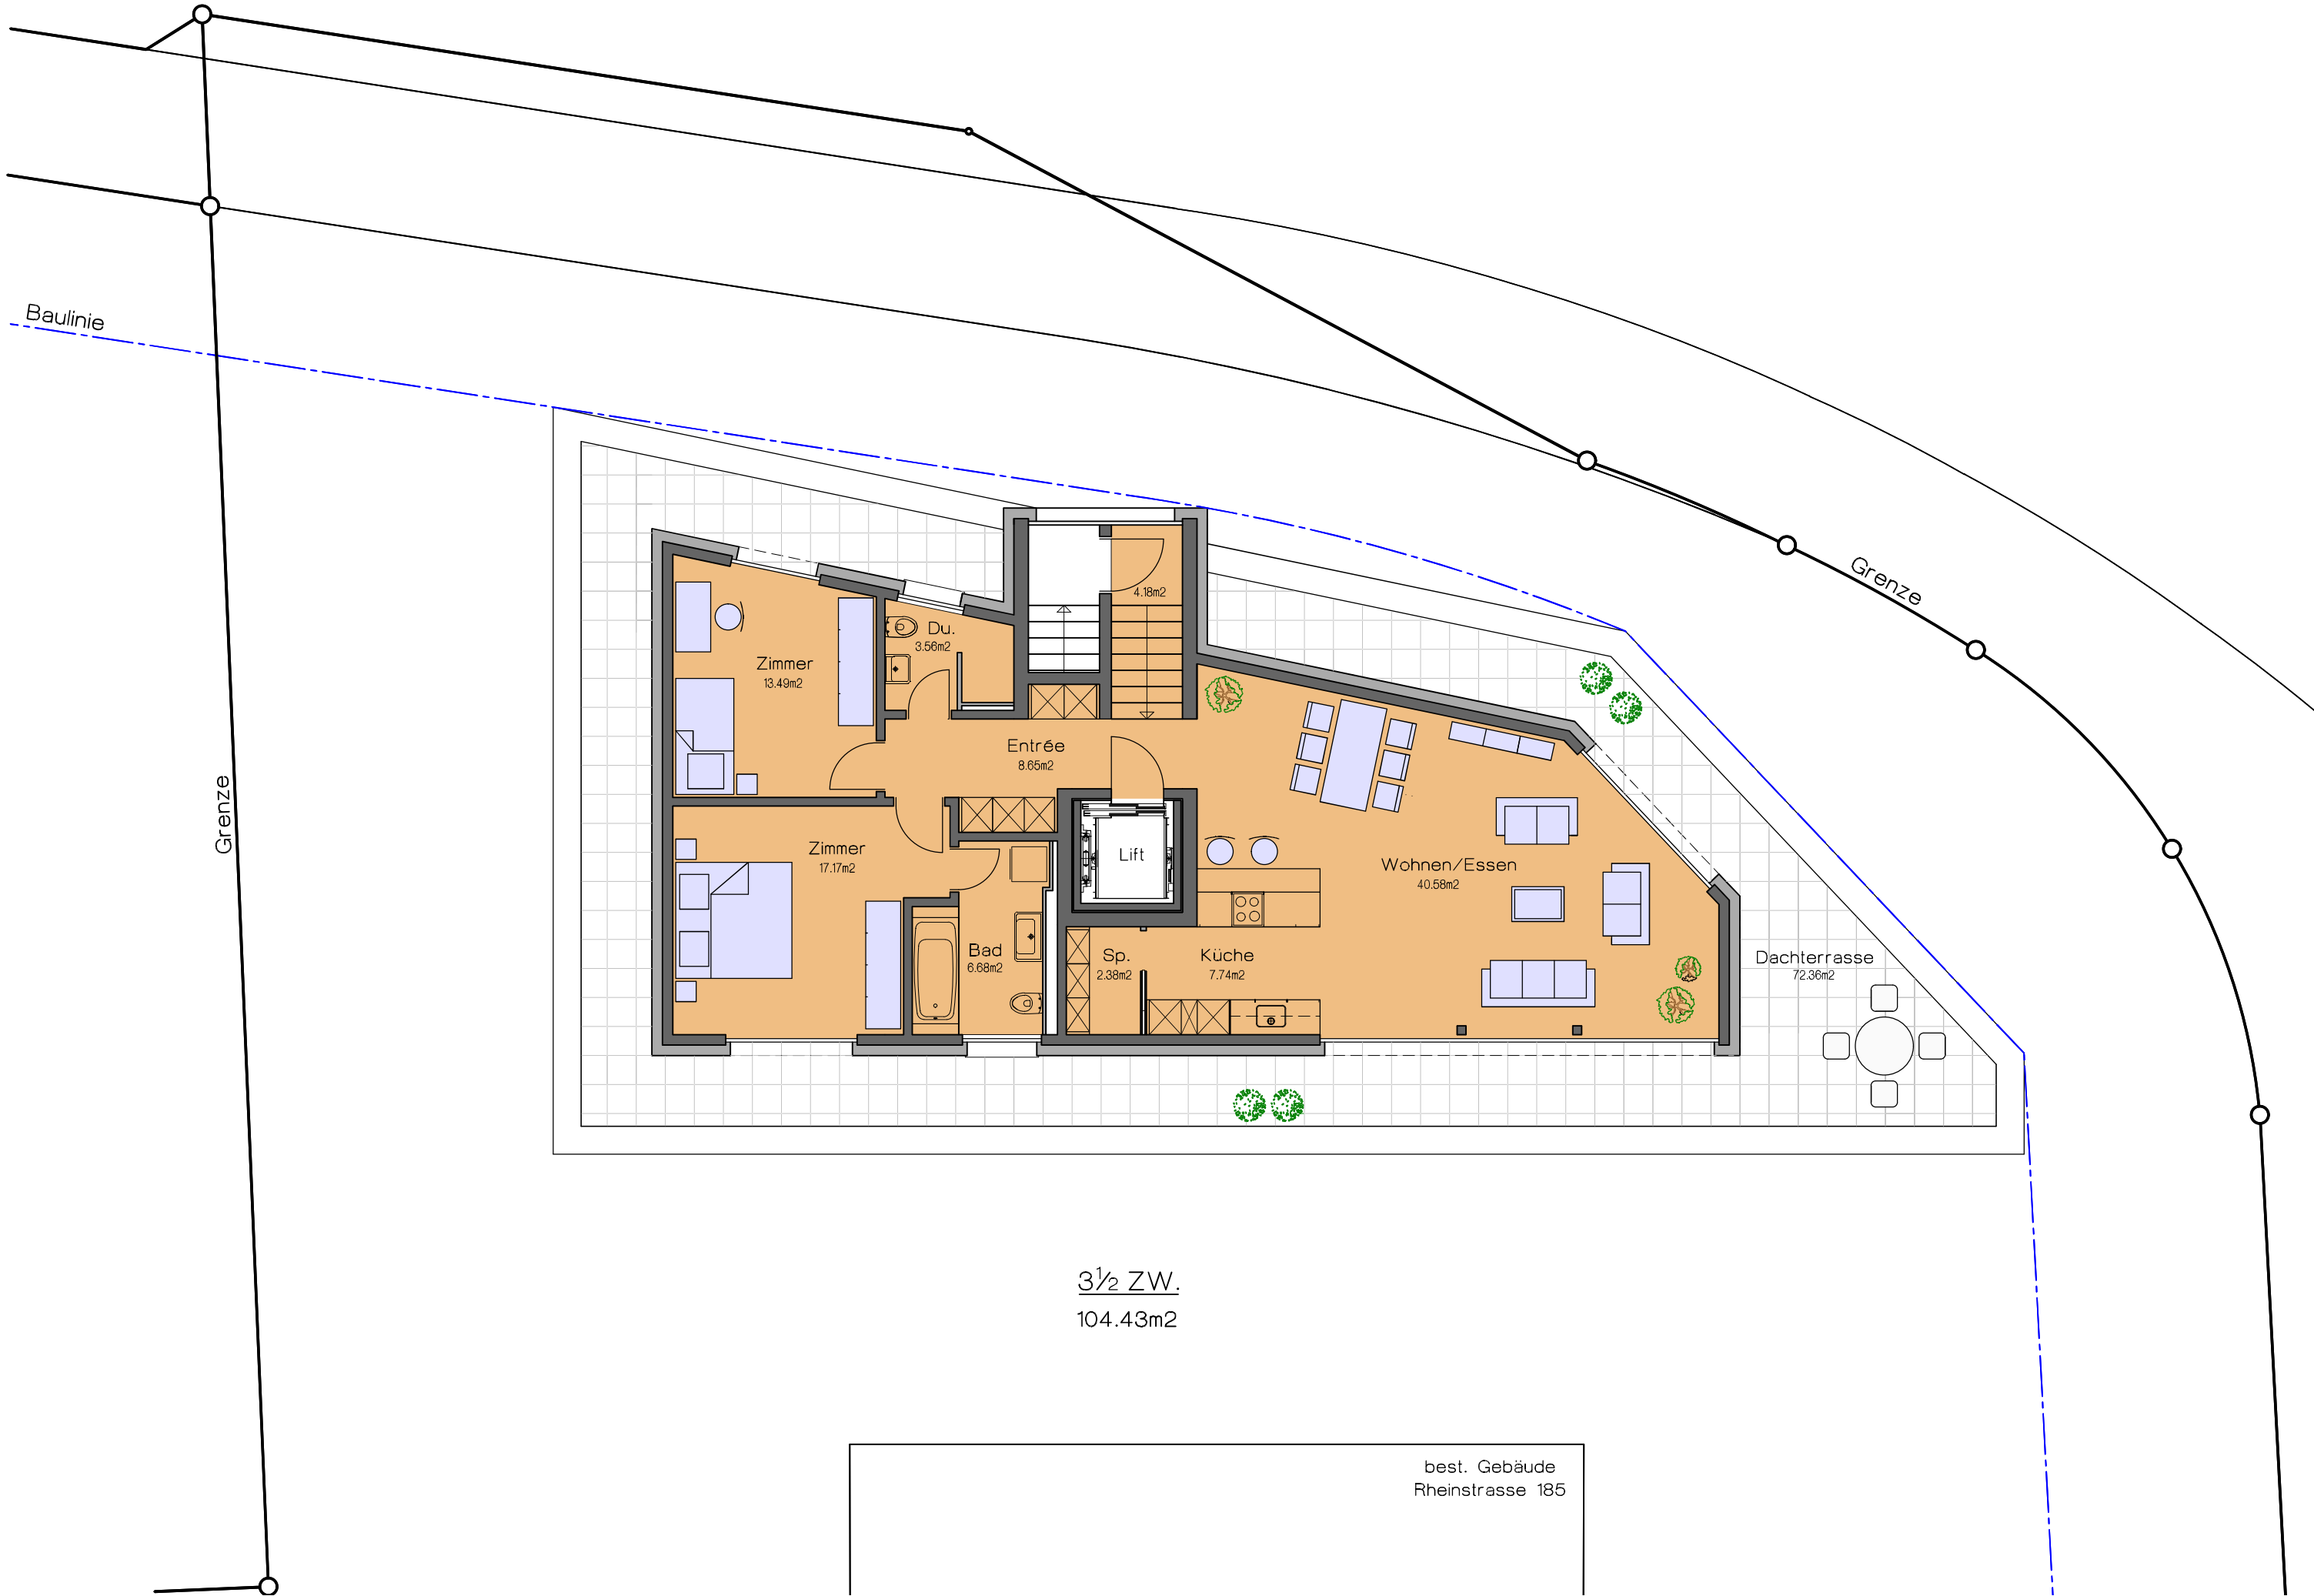 Baulinie
Grenze
4.18m2
Du.
3.56m2
Zimmer
13.49m2
Entrée
8.65m2
Grenze
Zimmer
17.17m2
Lift
Wohnen/Essen
40.58m2
Bad
6.68m2
Sp.
2.38m2
Küche
7.74m2
Dachterrasse
72.36m2
3½ ZW.
104.43m2
best. Gebäude
Rheinstrasse 185